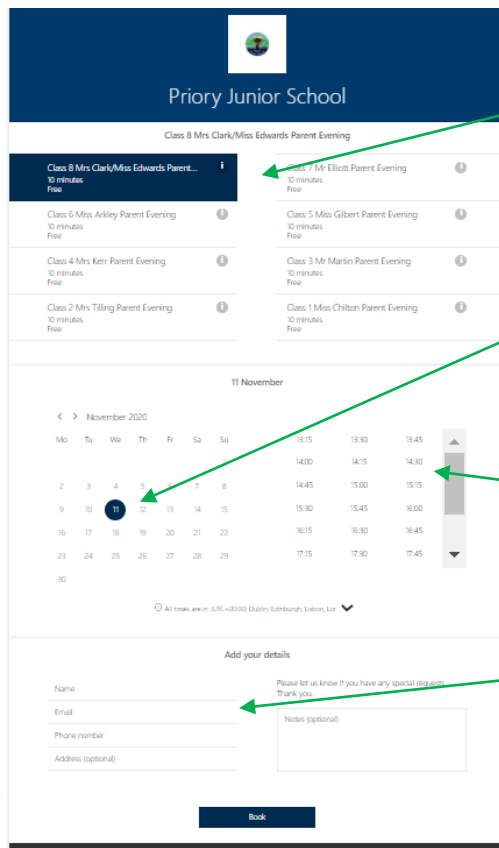 Priory Junior School
Class 8 Mrs Clark/Miss Edwards Parent Evening
Class 8 Mrs Clark/Miss Edwards Parent...
10 minutes
Free
Class 7 Mr Elliott Parent Evening
10 minutes
Free
Class 6 Miss Arkley Parent Evening
10 minutes
Free
Class 5 Miss Gilbert Parent Evening
10 minutes
Free
Class 4 Mrs Kerr Parent Evening
10 minutes
Free
Class 3 Mr Martin Parent Evening
10 minutes
Free
Class 2 Mrs Tilling Parent Evening
10 minutes
Free
Class 1 Miss Chilton Parent Evening
10 minutes
Free
11 November
< > November 2020
Mo Tu We Th Fr Sa Su
2 3 4 5 6 7 8
9 10 11 12 13 14 15
16 17 18 19 20 21 22
23 24 25 26 27 28 29
30
13:15 13:30 13:45
14:00 14:15 14:30
14:45 15:00 15:15
15:30 15:45 16:00
16:15 16:30 16:45
17:15 17:30 17:45
All times are in (UTC+00:00) Dublin, Edinburgh, Lisbon, Lor
Add your details
Name
Email
Phone number
Address (optional)
Please let us know if you have any special requests.
Thank you.
Notes (optional)
Book